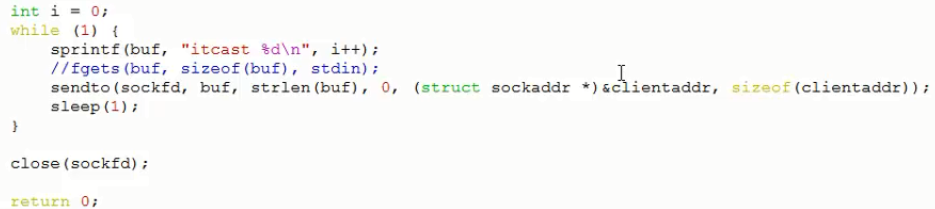 int i = 0;
while (1) {
    sprintf(buf, "itcast %d\n", i++);
    //fgets(buf, sizeof(buf), stdin);
    sendto(sockfd, buf, strlen(buf), 0, (struct sockaddr *)&clientaddr, sizeof(clientaddr));
    sleep(1);
}

close(sockfd);

return 0;